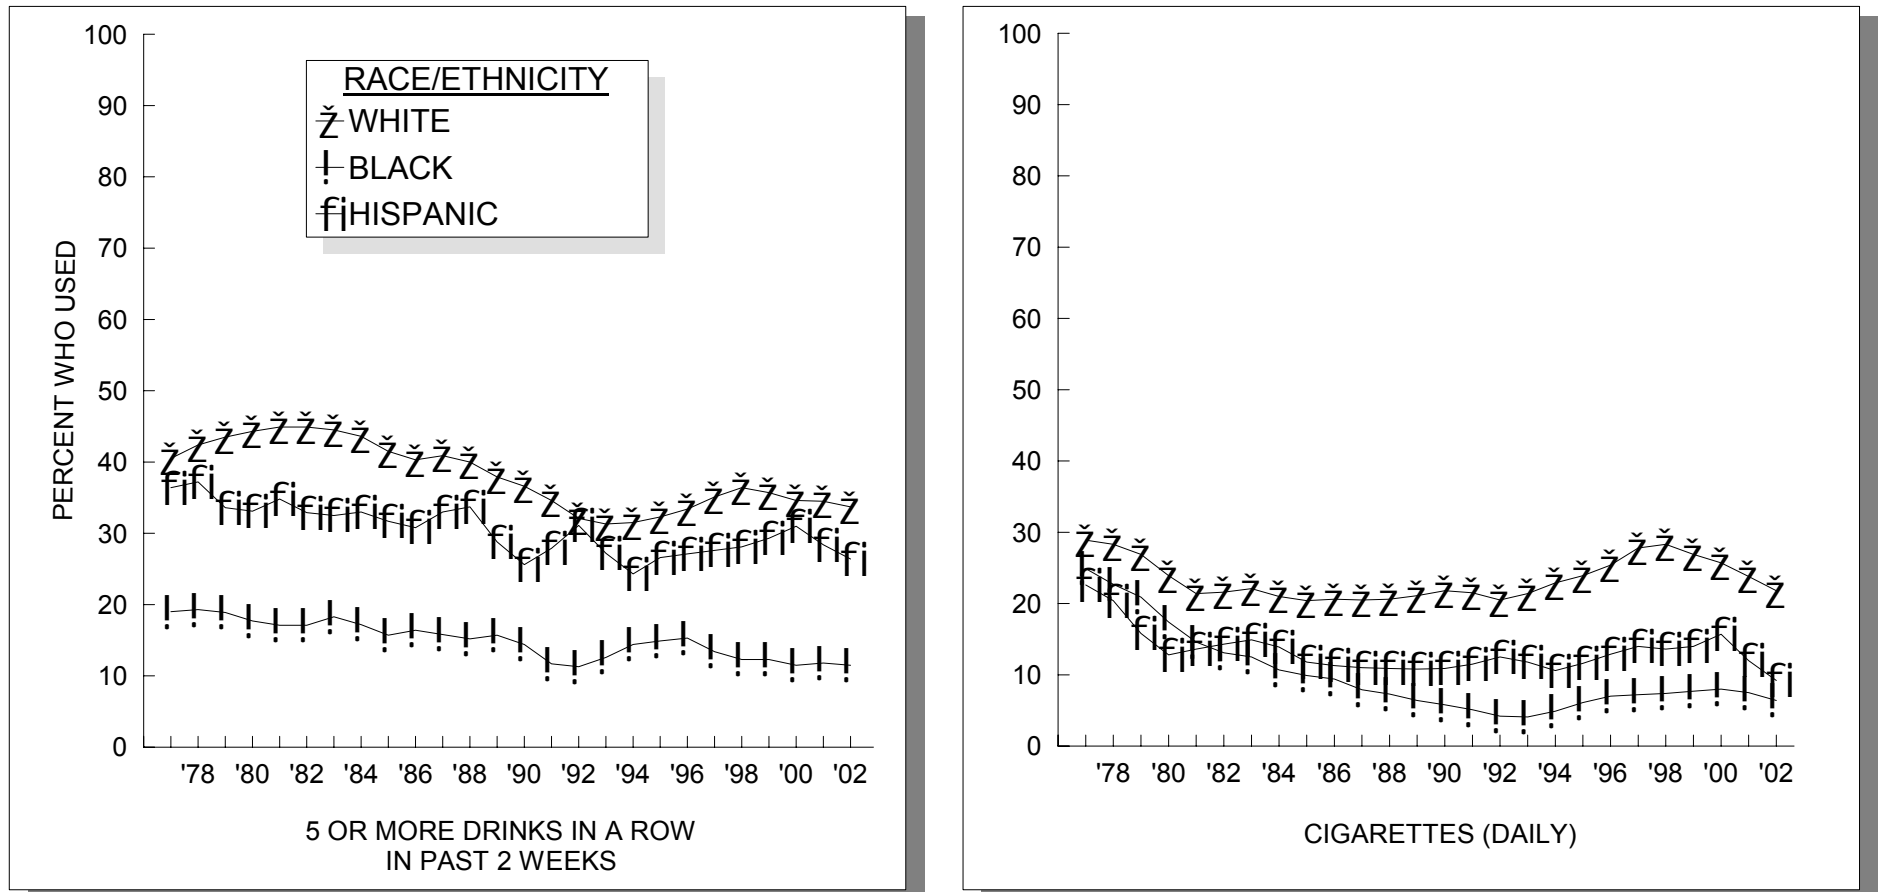 100
90
80
70
60
50
40
30
20
10
0
PERCENT WHO USED
RACE/ETHNICITY
Ž WHITE
! BLACK
fi HISPANIC
'78 '80 '82 '84 '86 '88 '90 '92 '94 '96 '98 '00 '02
5 OR MORE DRINKS IN A ROW
IN PAST 2 WEEKS
100
90
80
70
60
50
40
30
20
10
0
'78 '80 '82 '84 '86 '88 '90 '92 '94 '96 '98 '00 '02
CIGARETTES (DAILY)